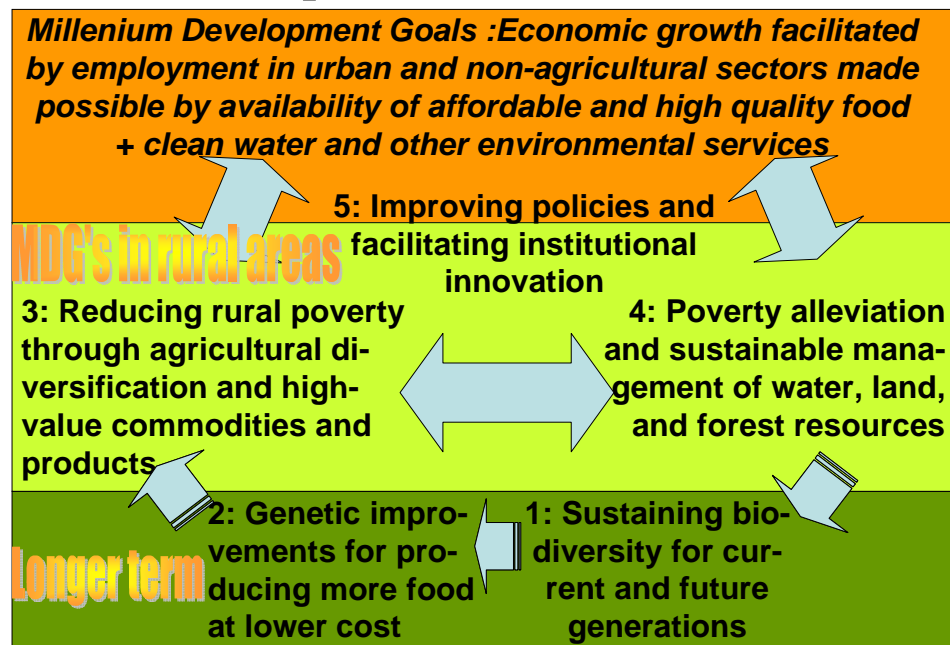 Millenium Development Goals :Economic growth facilitated
by employment in urban and non-agricultural sectors made
possible by availability of affordable and high quality food
+ clean water and other environmental services
5: Improving policies and
facilitating institutional
innovation
MDG's in rural areas
3: Reducing rural poverty
through agricultural di-
versification and high-
value commodities and
products
4: Poverty alleviation
and sustainable mana-
gement of water, land,
and forest resources
Longer term
2: Genetic impro-
vements for pro-
ducing more food
at lower cost
1: Sustaining bio-
diversity for cur-
rent and future
generations